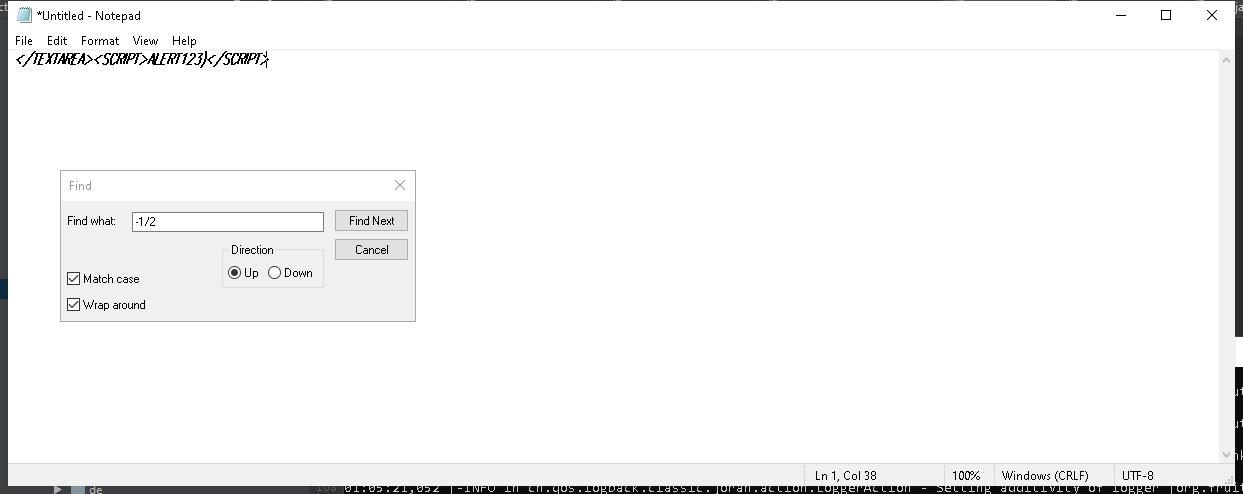 *Untitled - Notepad
File Edit Format View Help
</TEXTAREA><SCRIPT>ALERT123)</SCRIPT>
Find
Find what: -1/2 Find Next
Direction Cancel
Up Down
Match case
Wrap around
Ln 1, Col 38 100% Windows (CRLF) UTF-8
de 01:05:21,052 |-INFO in ch.qos.logback.classic.joran.action.LoggerAction - Setting additivity of logger